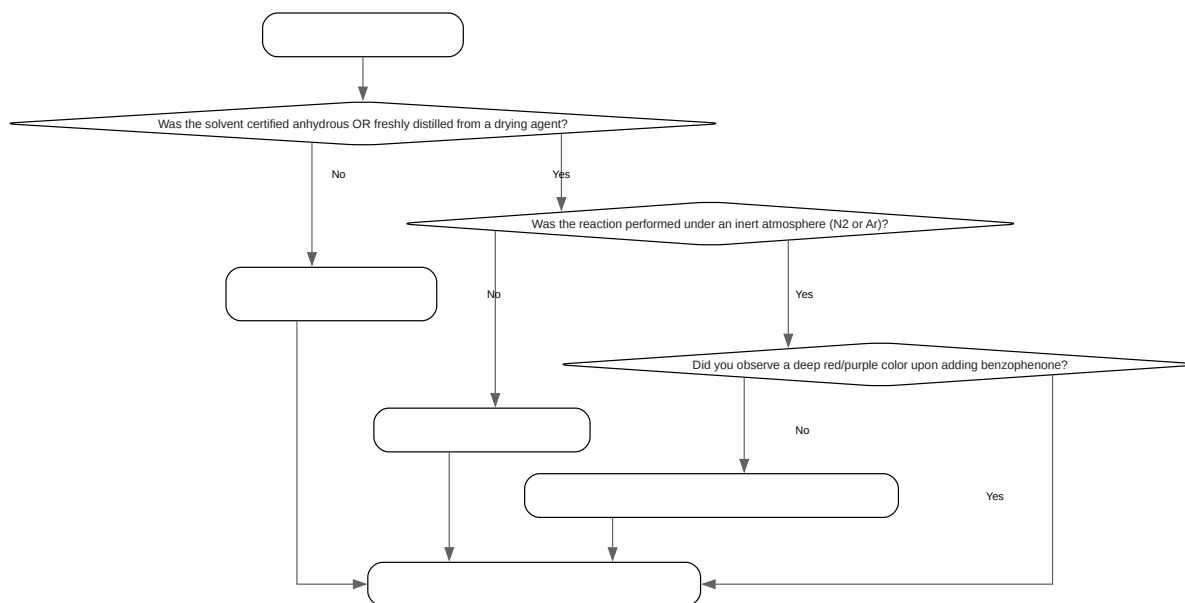 Was the solvent certified anhydrous OR freshly distilled from a drying agent?
No
Yes
Was the reaction performed under an inert atmosphere (N2 or Ar)?
No
Yes
Did you observe a deep red/purple color upon adding benzophenone?
No
Yes